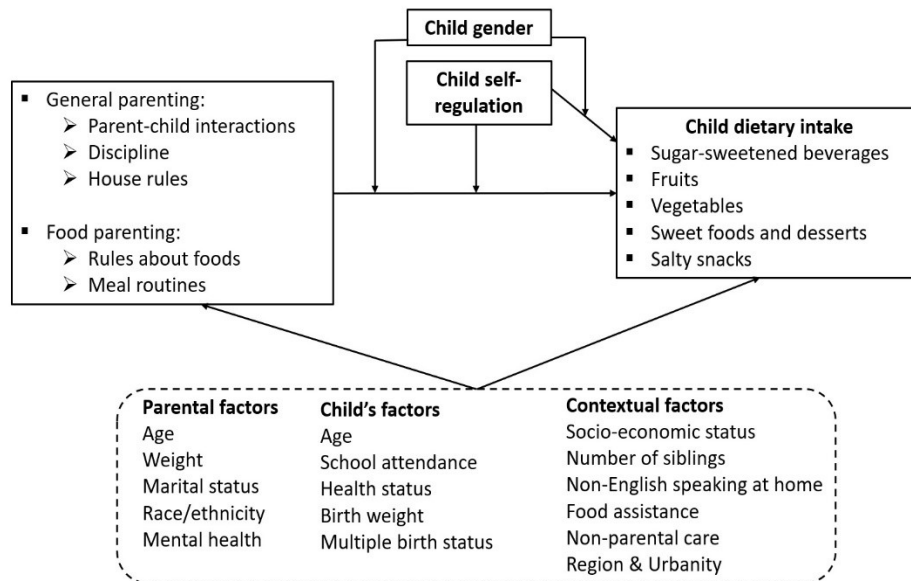 Child gender
Child self-
regulation
▪ General parenting:
➢ Parent-child interactions
➢ Discipline
➢ House rules
▪ Food parenting:
➢ Rules about foods
➢ Meal routines
Child dietary intake
▪ Sugar-sweetened beverages
▪ Fruits
▪ Vegetables
▪ Sweet foods and desserts
▪ Salty snacks
Parental factors
Age
Weight
Marital status
Race/ethnicity
Mental health
Child's factors
Age
School attendance
Health status
Birth weight
Multiple birth status
Contextual factors
Socio-economic status
Number of siblings
Non-English speaking at home
Food assistance
Non-parental care
Region & Urbanity